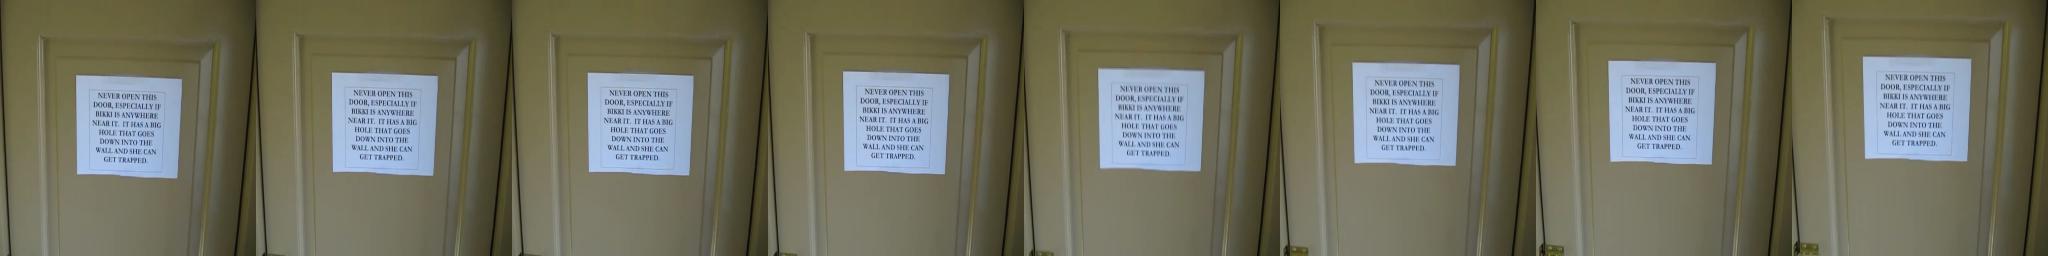 NEVER OPEN THIS
DOOR, ESPECIALLY IF
BIKKI IS ANYWHERE
NEAR IT. IT HAS A BIG
HOLE THAT GOES
DOWN INTO THE
WALL AND SHE CAN
GET TRAPPED.
NEVER OPEN THIS
DOOR, ESPECIALLY IF
BIKKI IS ANYWHERE
NEAR IT. IT HAS A BIG
HOLE THAT GOES
DOWN INTO THE
WALL AND SHE CAN
GET TRAPPED.
NEVER OPEN THIS
DOOR, ESPECIALLY IF
BIKKI IS ANYWHERE
NEAR IT. IT HAS A BIG
HOLE THAT GOES
DOWN INTO THE
WALL AND SHE CAN
GET TRAPPED.
NEVER OPEN THIS
DOOR, ESPECIALLY IF
BIKKI IS ANYWHERE
NEAR IT. IT HAS A BIG
HOLE THAT GOES
DOWN INTO THE
WALL AND SHE CAN
GET TRAPPED.
NEVER OPEN THIS
DOOR, ESPECIALLY IF
BIKKI IS ANYWHERE
NEAR IT. IT HAS A BIG
HOLE THAT GOES
DOWN INTO THE
WALL AND SHE CAN
GET TRAPPED.
NEVER OPEN THIS
DOOR, ESPECIALLY IF
BIKKI IS ANYWHERE
NEAR IT. IT HAS A BIG
HOLE THAT GOES
DOWN INTO THE
WALL AND SHE CAN
GET TRAPPED.
NEVER OPEN THIS
DOOR, ESPECIALLY IF
BIKKI IS ANYWHERE
NEAR IT. IT HAS A BIG
HOLE THAT GOES
DOWN INTO THE
WALL AND SHE CAN
GET TRAPPED.
NEVER OPEN THIS
DOOR, ESPECIALLY IF
BIKKI IS ANYWHERE
NEAR IT. IT HAS A BIG
HOLE THAT GOES
DOWN INTO THE
WALL AND SHE CAN
GET TRAPPED.